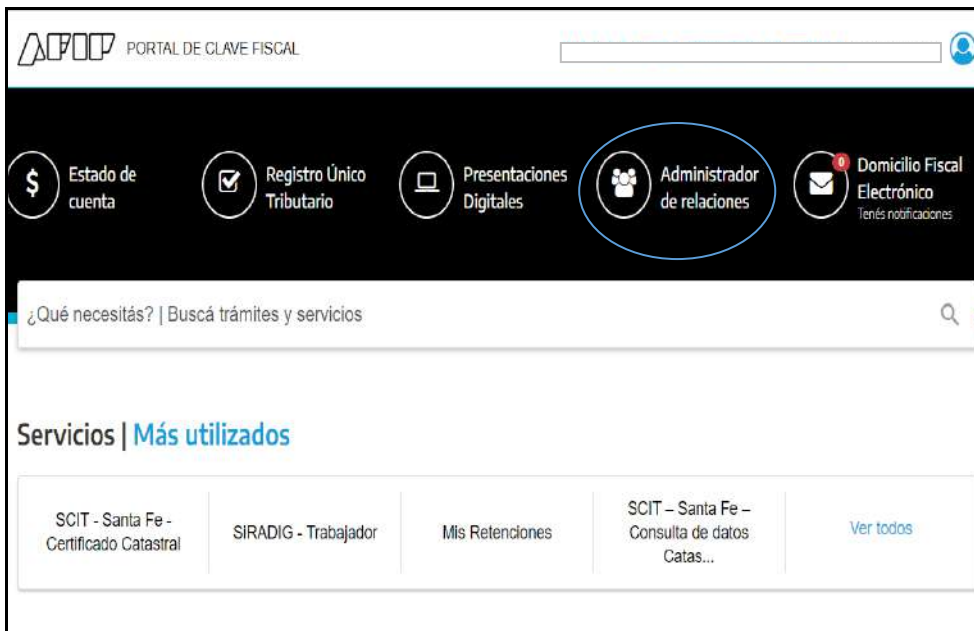 AFIP PORTAL DE CLAVE FISCAL
$ Estado de
cuenta
Registro Único
Tributario
Presentaciones
Digitales
Administrador
de relaciones
0
Domicilio Fiscal
Electrónico
Tenés notificaciones
¿Qué necesitás? | Buscá trámites y servicios
Servicios | Más utilizados
SCIT - Santa Fe -
Certificado Catastral
SiRADIG - Trabajador
Mis Retenciones
SCIT – Santa Fe –
Consulta de datos
Catas...
Ver todos